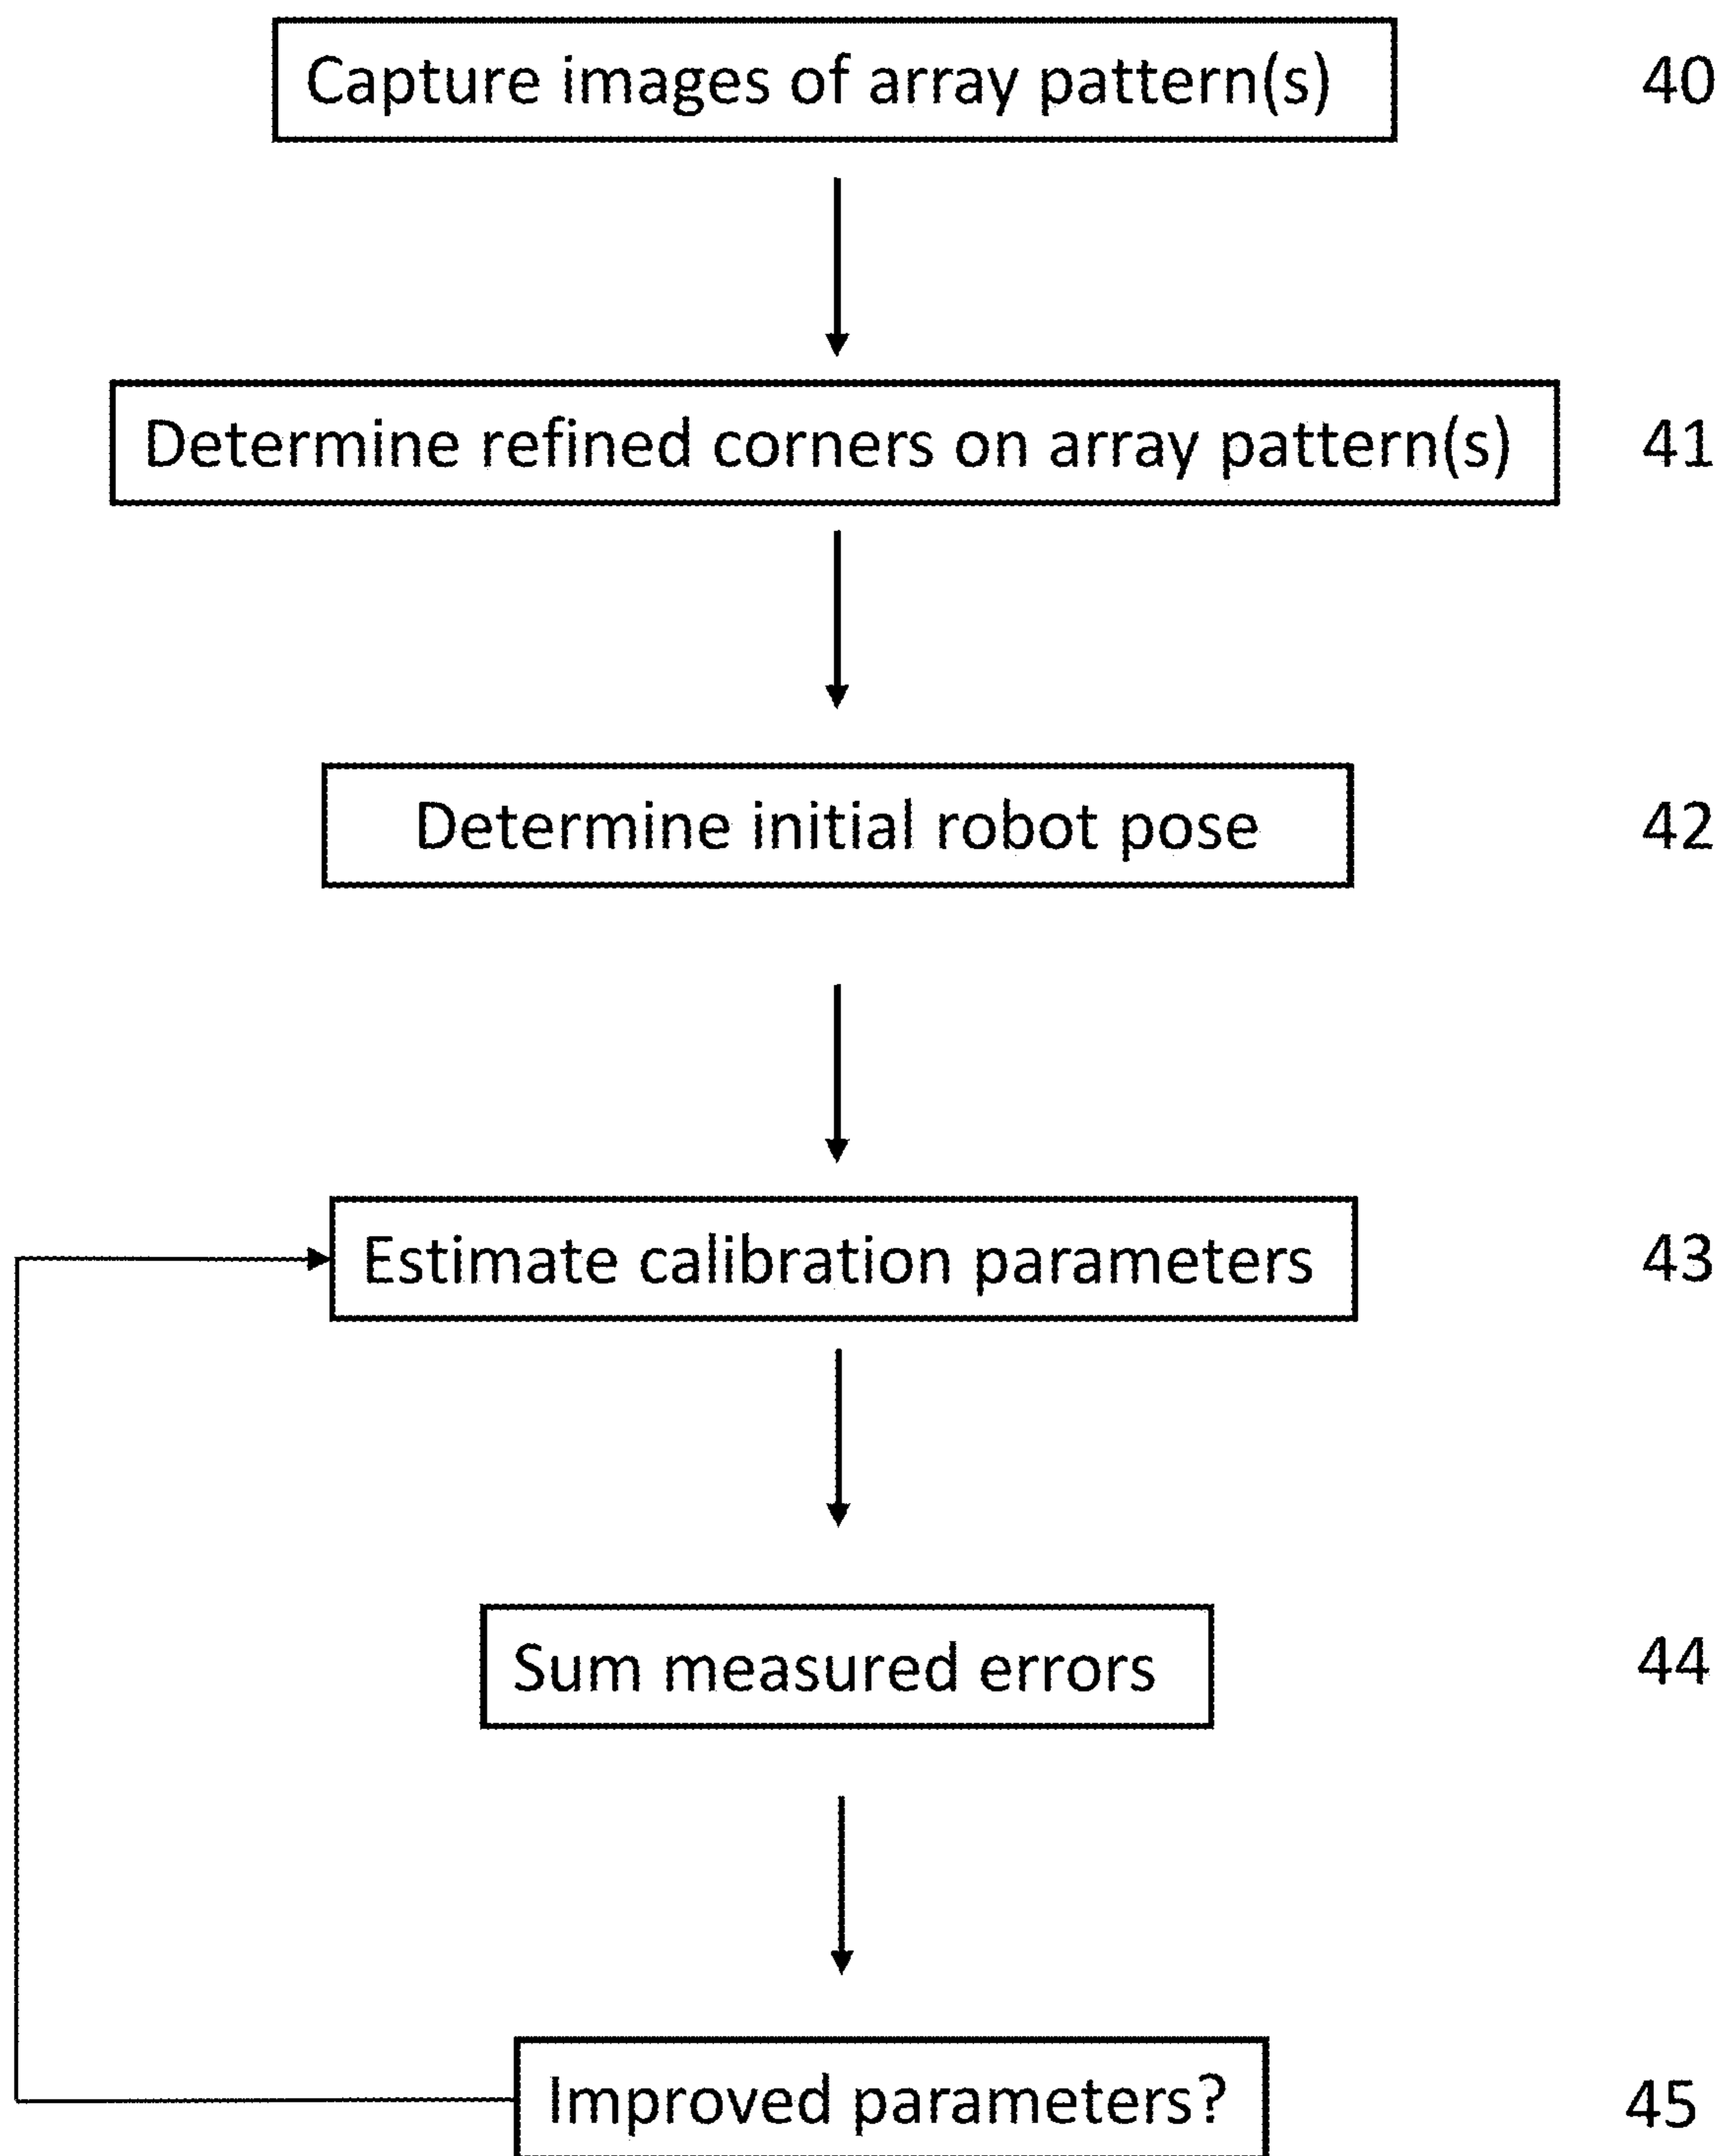 Capture images of array pattern(s) 40
Determine refined corners on array pattern(s) 41
Determine initial robot pose 42
Estimate calibration parameters 43
Sum measured errors 44
Improved parameters? 45